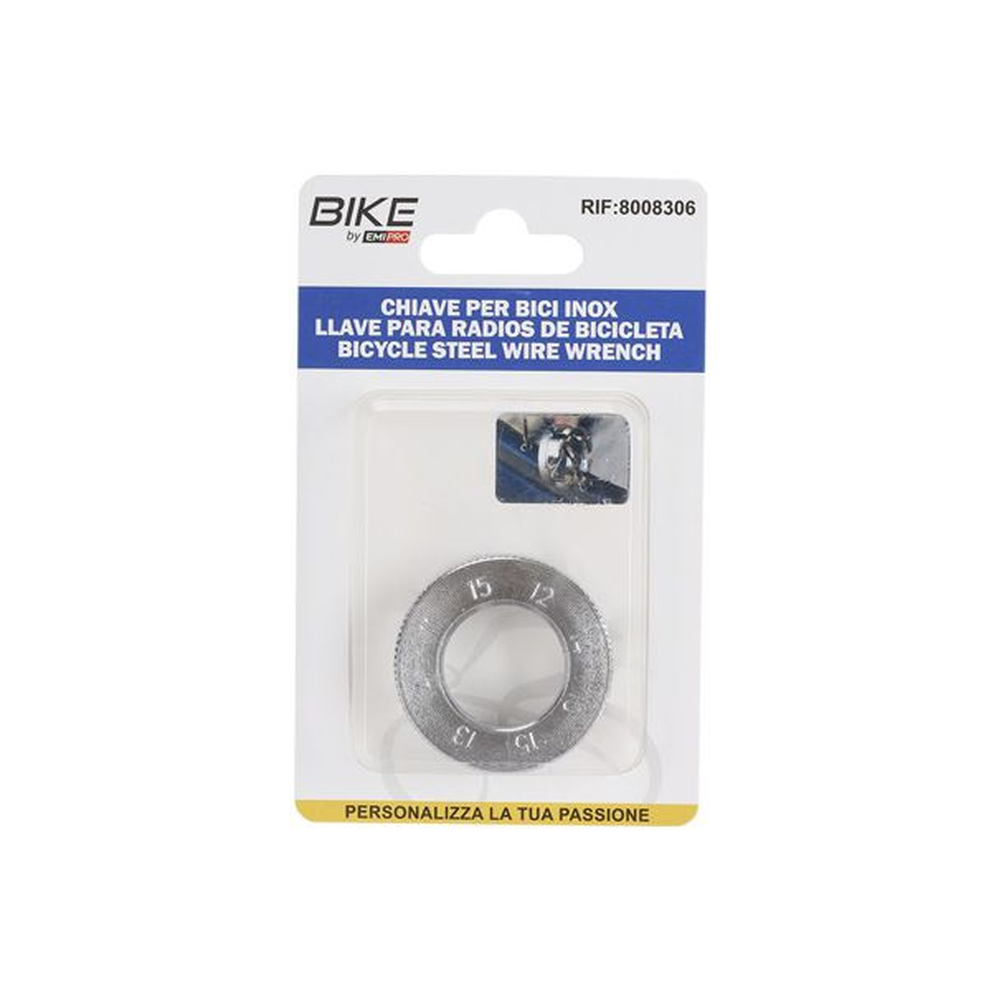 BIKE
by EMIPRO
RIF:8008306
CHIAVE PER BICI INOX
LLAVE PARA RADIOS DE BICICLETA
BICYCLE STEEL WIRE WRENCH
15 12
13 15
PERSONALIZZA LA TUA PASSIONE